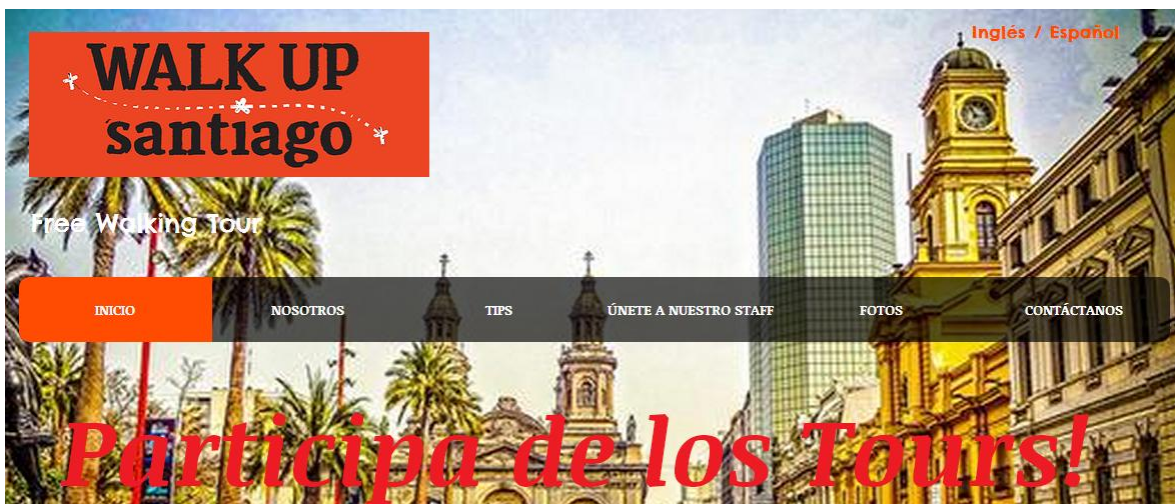 Inglés / Español
WALK UP
santiago
Free Walking Tour
INICIO NOSOTROS TIPS ÚNETE A NUESTRO STAFF FOTOS CONTÁCTANOS
Participa de los Tours!